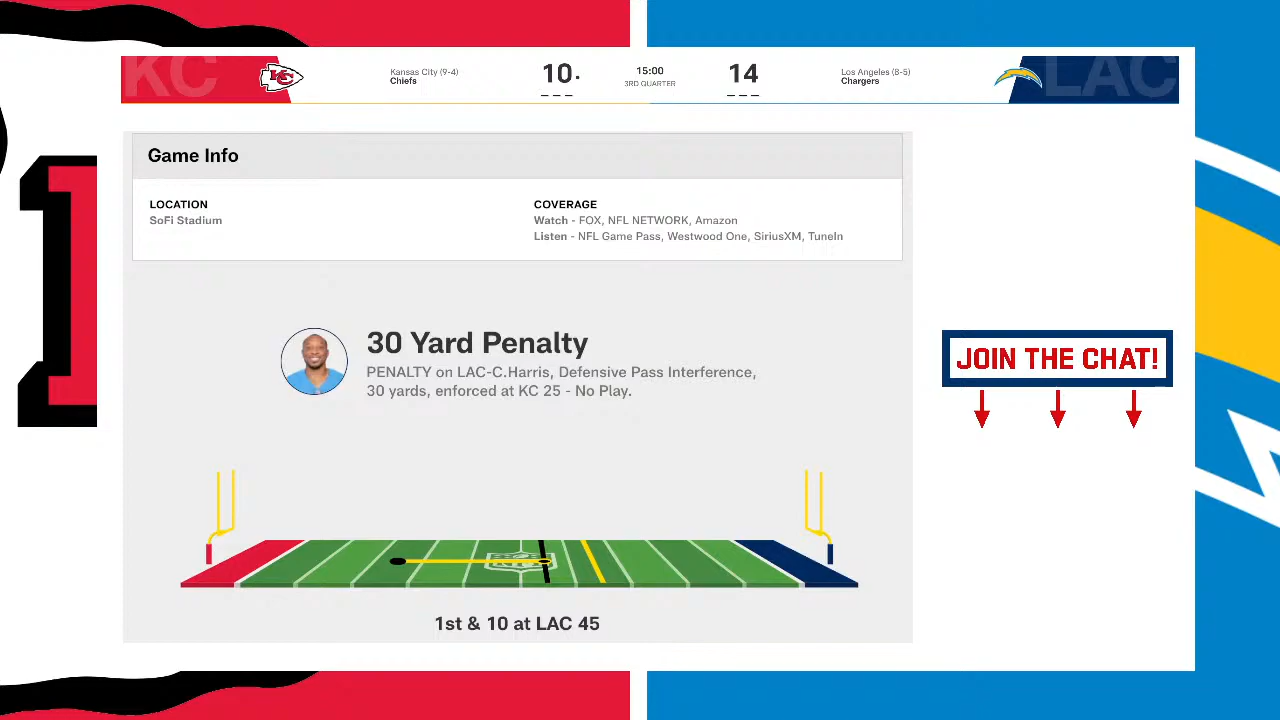 KC
KC
Kansas City (9-4)
Chiefs
10
15:00
3RD QUARTER
14
Los Angeles (8-5)
Chargers
LAC
Game Info
LOCATION
SoFi Stadium
COVERAGE
Watch - FOX, NFL NETWORK, Amazon
Listen - NFL Game Pass, Westwood One, SiriusXM, TuneIn
30 Yard Penalty
PENALTY on LAC-C.Harris, Defensive Pass Interference,
30 yards, enforced at KC 25 - No Play.
JOIN THE CHAT!
NFL
1st & 10 at LAC 45